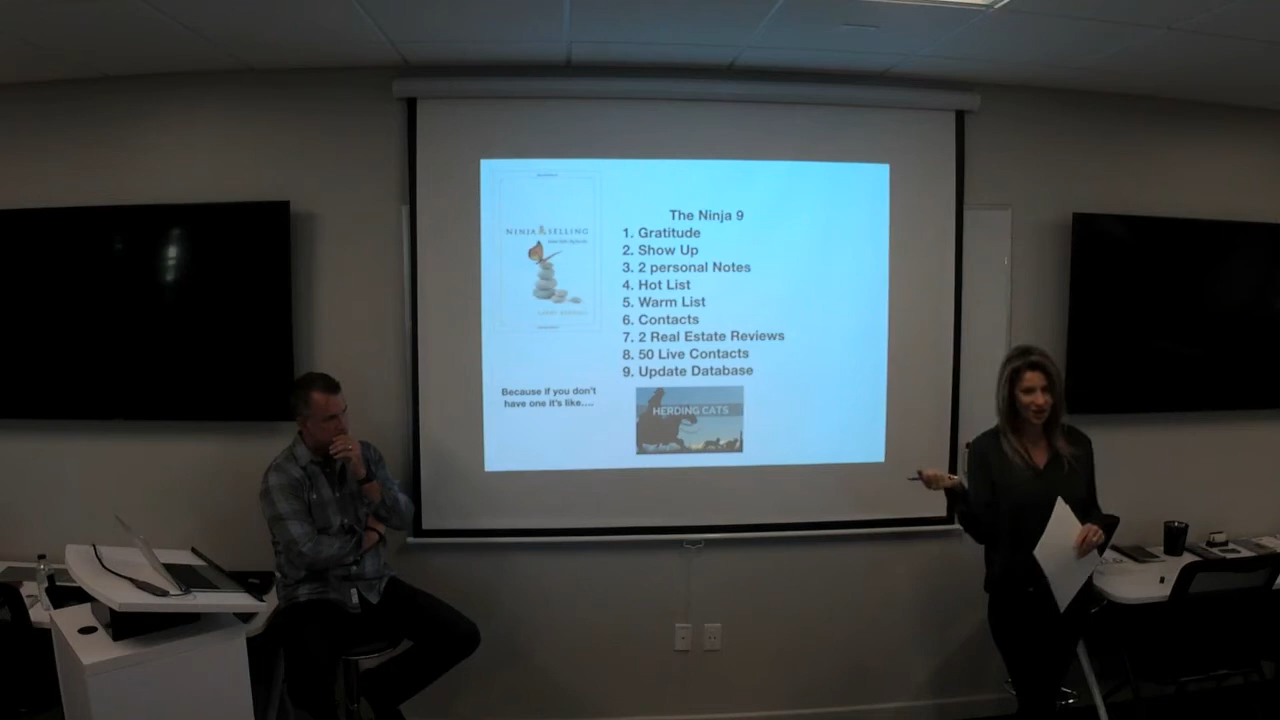 NINJA SELLING
The Ninja 9
1. Gratitude
2. Show Up
3. 2 personal Notes
4. Hot List
5. Warm List
6. Contacts
7. 2 Real Estate Reviews
8. 50 Live Contacts
9. Update Database
Because if you don't
have one it's like....
HERDING CATS